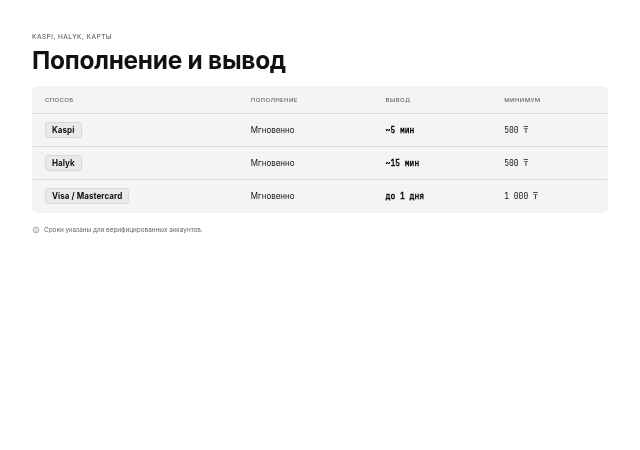 KASPI, HALYK, КАРТЫ
Пополнение и вывод
СПОСОБ ПОПОЛНЕНИЕ ВЫВОД МИНИМУМ
Kaspi Мгновенно ~5 мин 500 ₸
Halyk Мгновенно ~15 мин 500 ₸
Visa / Mastercard Мгновенно до 1 дня 1 000 ₸
Сроки указаны для верифицированных аккаунтов.